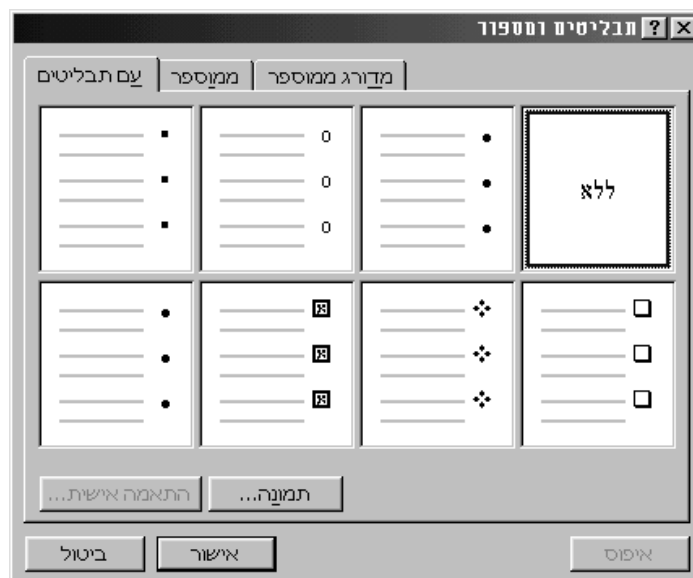 תבליטים ומספור
עם תבליטים
ממוספר
מדורג ממוספר
ללא
תמונה...
התאמה אישית...
איפוס
אישור
ביטול